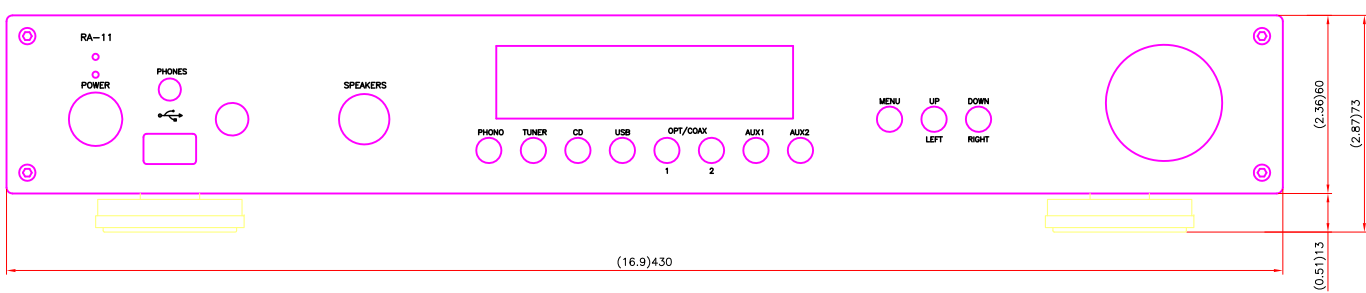 RA-11
POWER
PHONES
SPEAKERS
PHONO
TUNER
CD
USB
OPT/COAX
1
2
AUX1
AUX2
MENU
UP
DOWN
LEFT
RIGHT
(2.36)60
(2.87)73
(0.51)13
(16.9)430